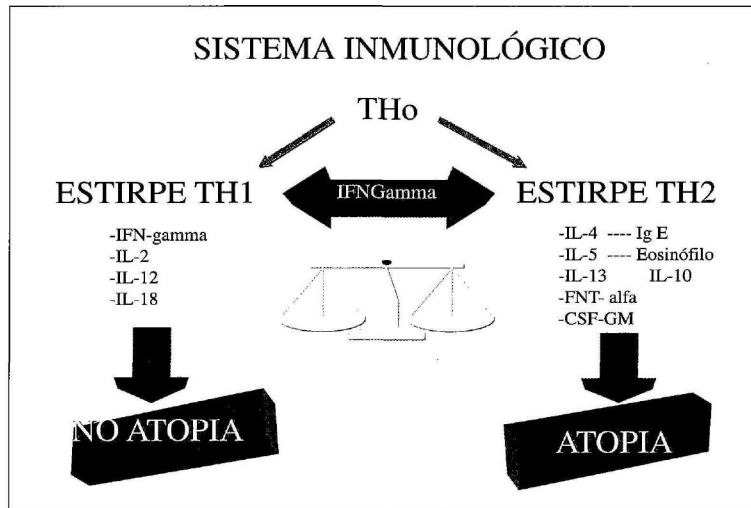 SISTEMA INMUNOLÓGICO
THo
IFNGamma
ESTIRPE TH1
-IFN-gamma
-IL-2
-IL-12
-IL-18
NO ATOPIA
ESTIRPE TH2
-IL-4 ---- Ig E
-IL-5 ---- Eosinófilo
-IL-13 IL-10
-FNT- alfa
-CSF-GM
ATOPIA